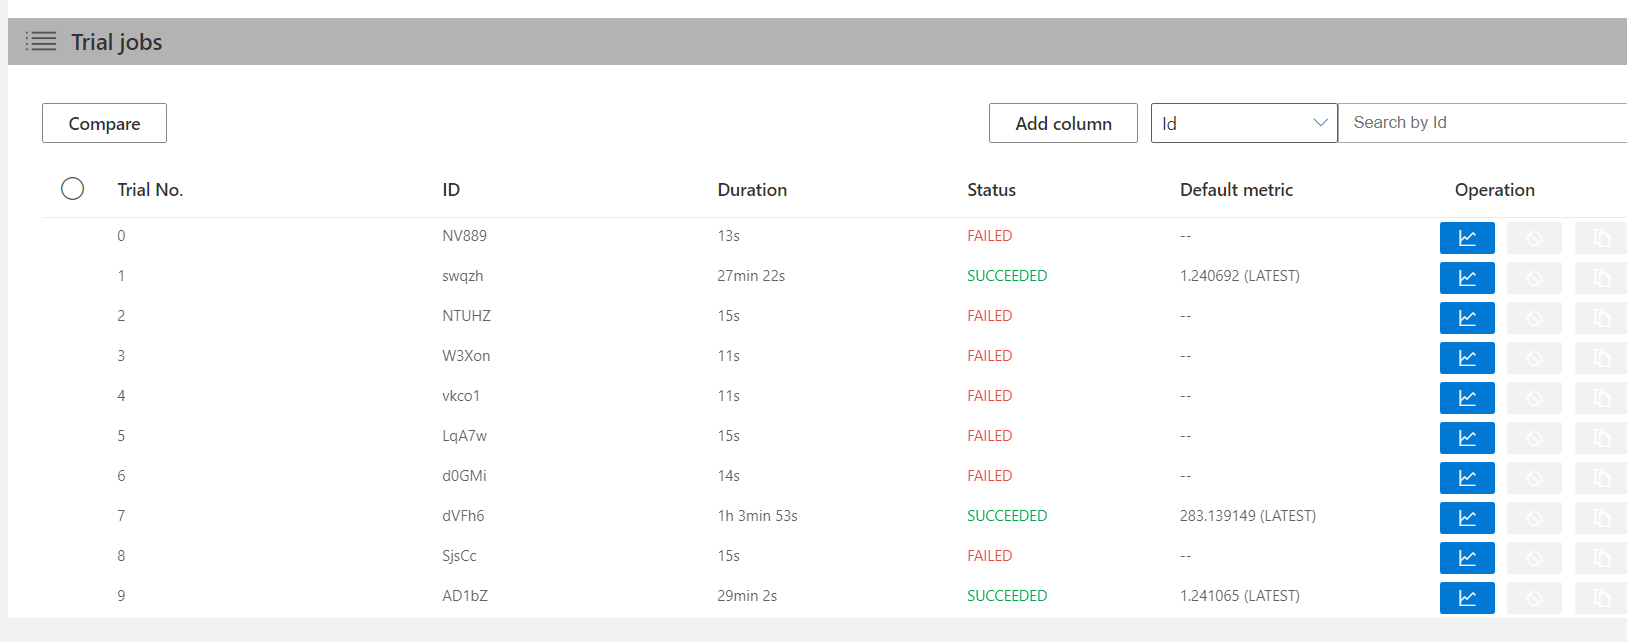 Trial jobs
Compare Add column Id Search by Id
Trial No. ID Duration Status Default metric Operation
0 NV889 13s FAILED --
1 swqzh 27min 22s SUCCEEDED 1.240692 (LATEST)
2 NTUHZ 15s FAILED --
3 W3Xon 11s FAILED --
4 vkco1 11s FAILED --
5 LqA7w 15s FAILED --
6 d0GMi 14s FAILED --
7 dVFh6 1h 3min 53s SUCCEEDED 283.139149 (LATEST)
8 SjsCc 15s FAILED --
9 AD1bZ 29min 2s SUCCEEDED 1.241065 (LATEST)